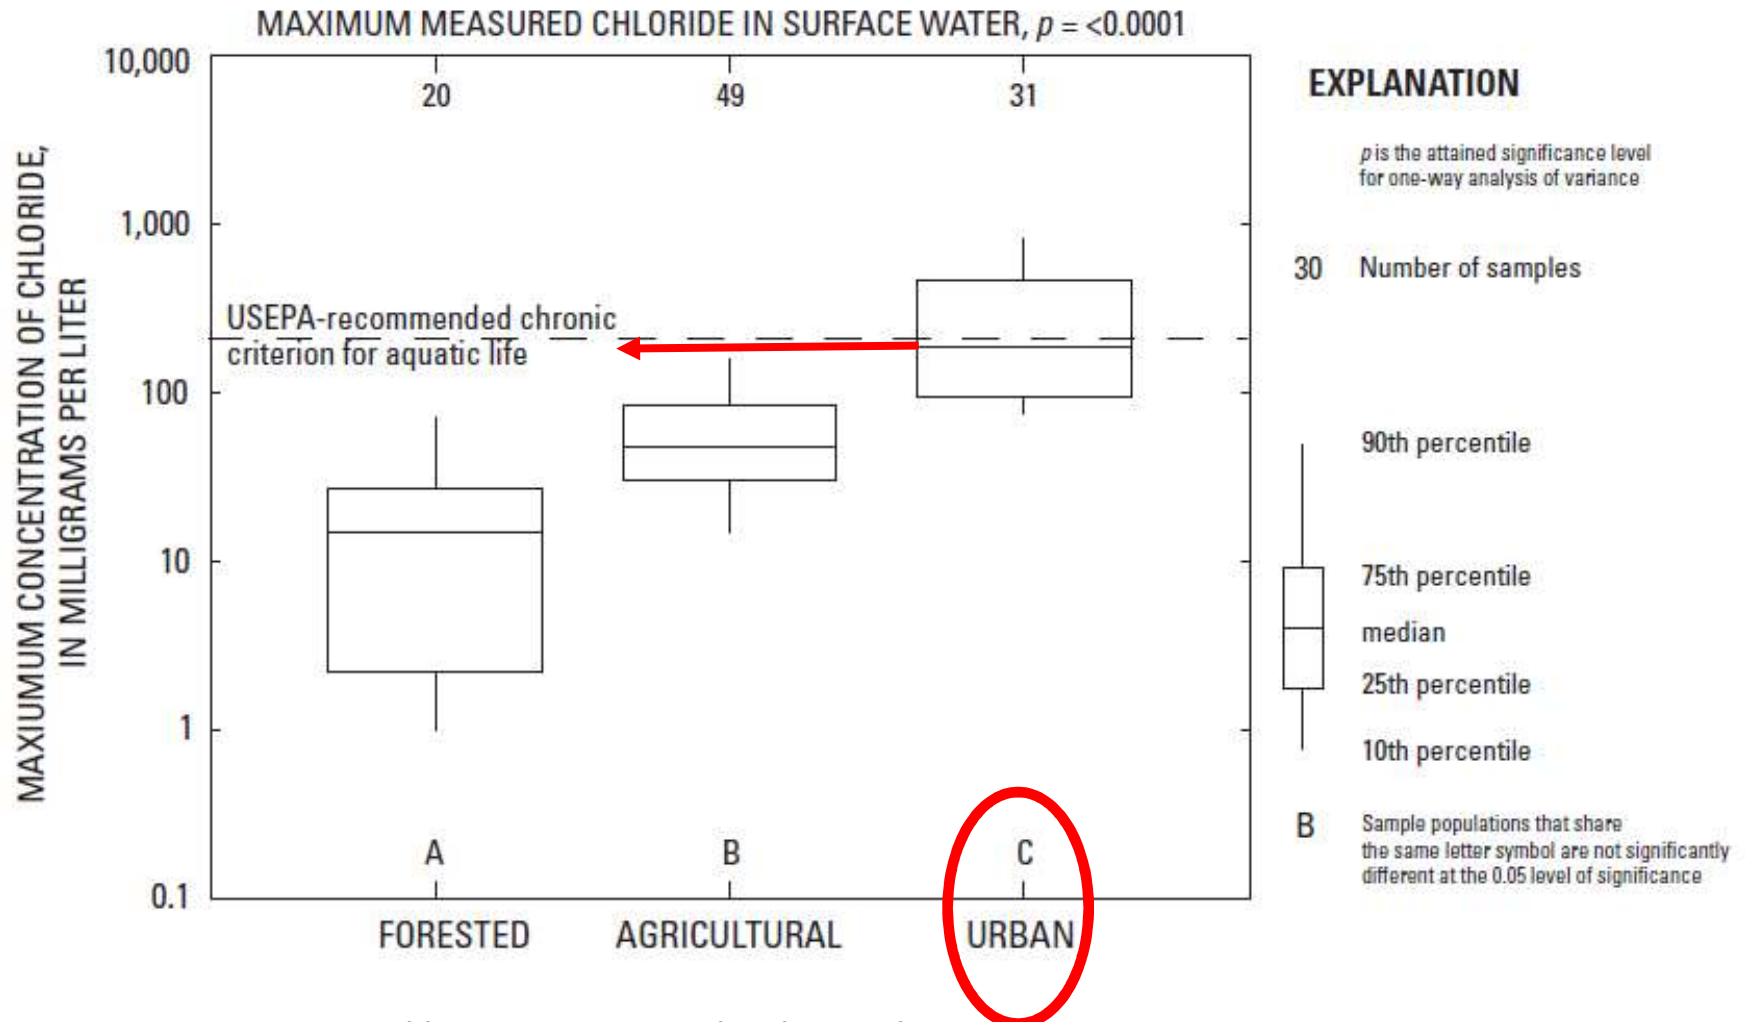 MAXIMUM MEASURED CHLORIDE IN SURFACE WATER, p = <0.0001
MAXIUMUM CONCENTRATION OF CHLORIDE,
IN MILLIGRAMS PER LITER
10,000
1,000
100
10
1
0.1
20 49 31
USEPA-recommended chronic
criterion for aquatic life
A B C
FORESTED AGRICULTURAL URBAN
EXPLANATION
p is the attained significance level
for one-way analysis of variance
30 Number of samples
90th percentile
75th percentile
median
25th percentile
10th percentile
B Sample populations that share
the same letter symbol are not significantly
different at the 0.05 level of significance